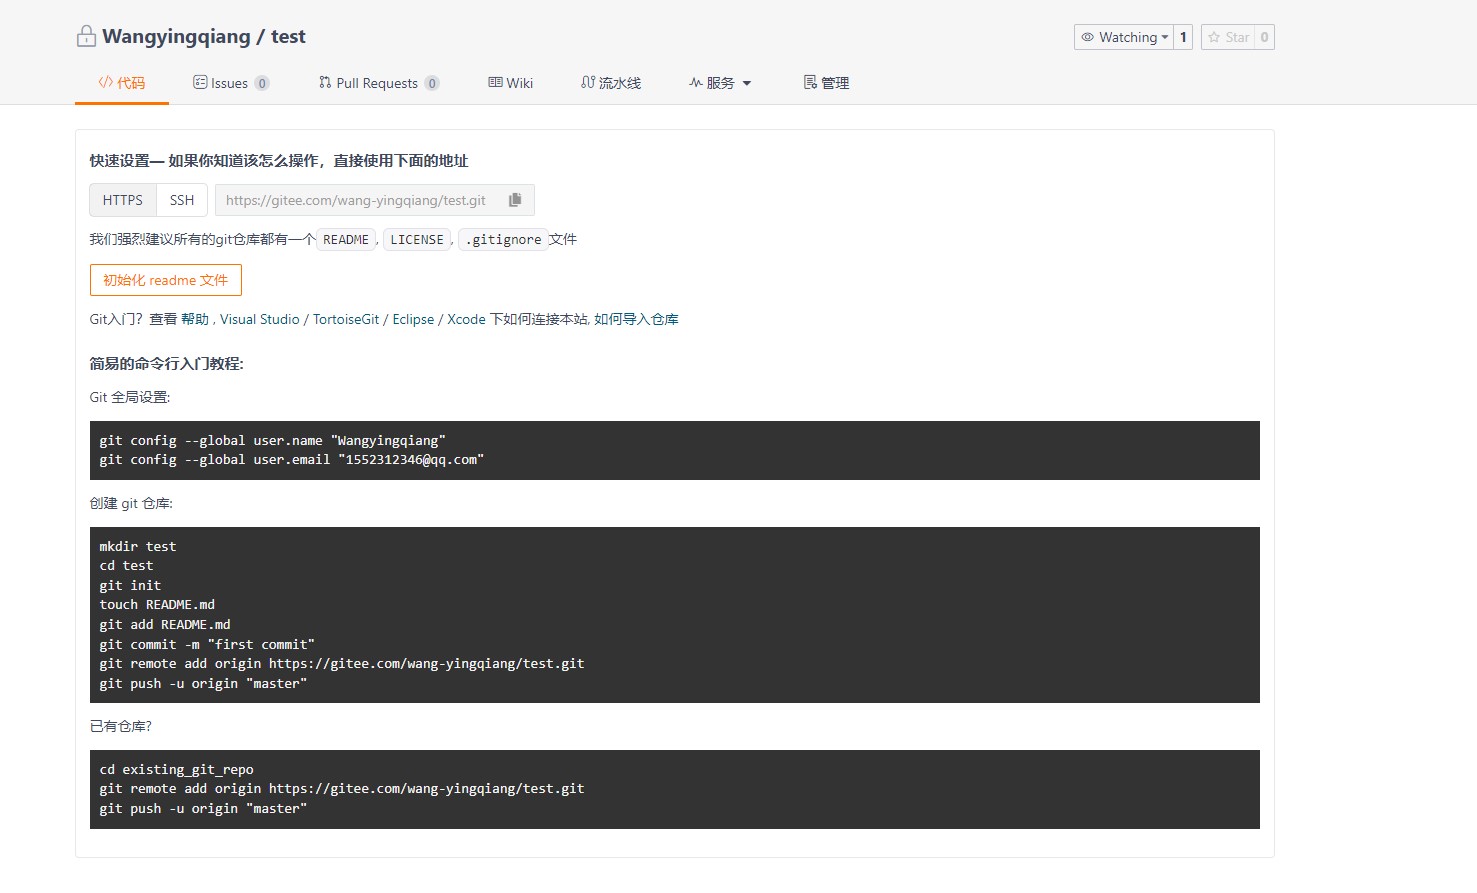 Wangyingqiang / test
Watching 1 Star 0
代码 Issues 0 Pull Requests 0 Wiki 流水线 服务 管理
快速设置— 如果你知道该怎么操作，直接使用下面的地址
HTTPS SSH https://gitee.com/wang-yingqiang/test.git
我们强烈建议所有的git仓库都有一个 README, LICENSE, .gitignore 文件
初始化 readme 文件
Git入门？查看 帮助 , Visual Studio / TortoiseGit / Eclipse / Xcode 下如何连接本站, 如何导入仓库
简易的命令行入门教程:
Git 全局设置:
git config --global user.name "Wangyingqiang"
git config --global user.email "1552312346@qq.com"
创建 git 仓库:
mkdir test
cd test
git init
touch README.md
git add README.md
git commit -m "first commit"
git remote add origin https://gitee.com/wang-yingqiang/test.git
git push -u origin "master"
已有仓库?
cd existing_git_repo
git remote add origin https://gitee.com/wang-yingqiang/test.git
git push -u origin "master"